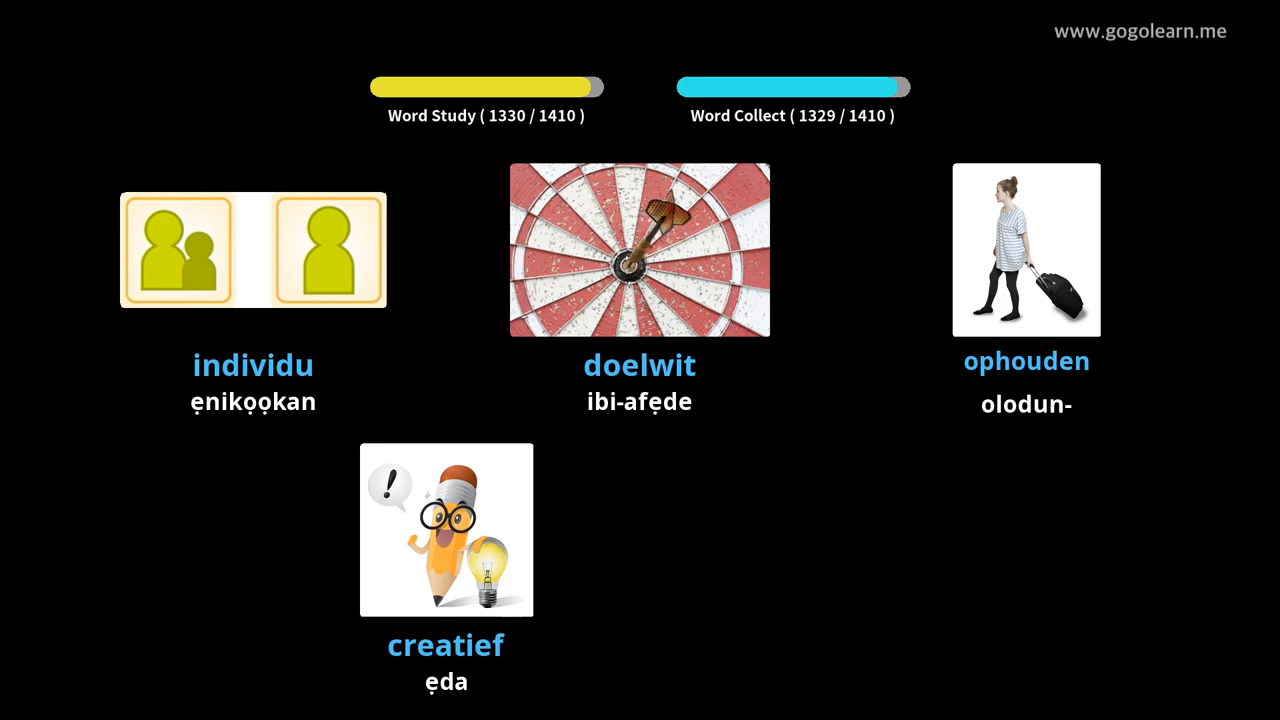 www.gogolearn.me
Word Study ( 1330 / 1410 )
Word Collect ( 1329 / 1410 )
individu
ẹnikọọkan
doelwit
ibi-afẹde
ophouden
olodun-
!
creatief
ẹda